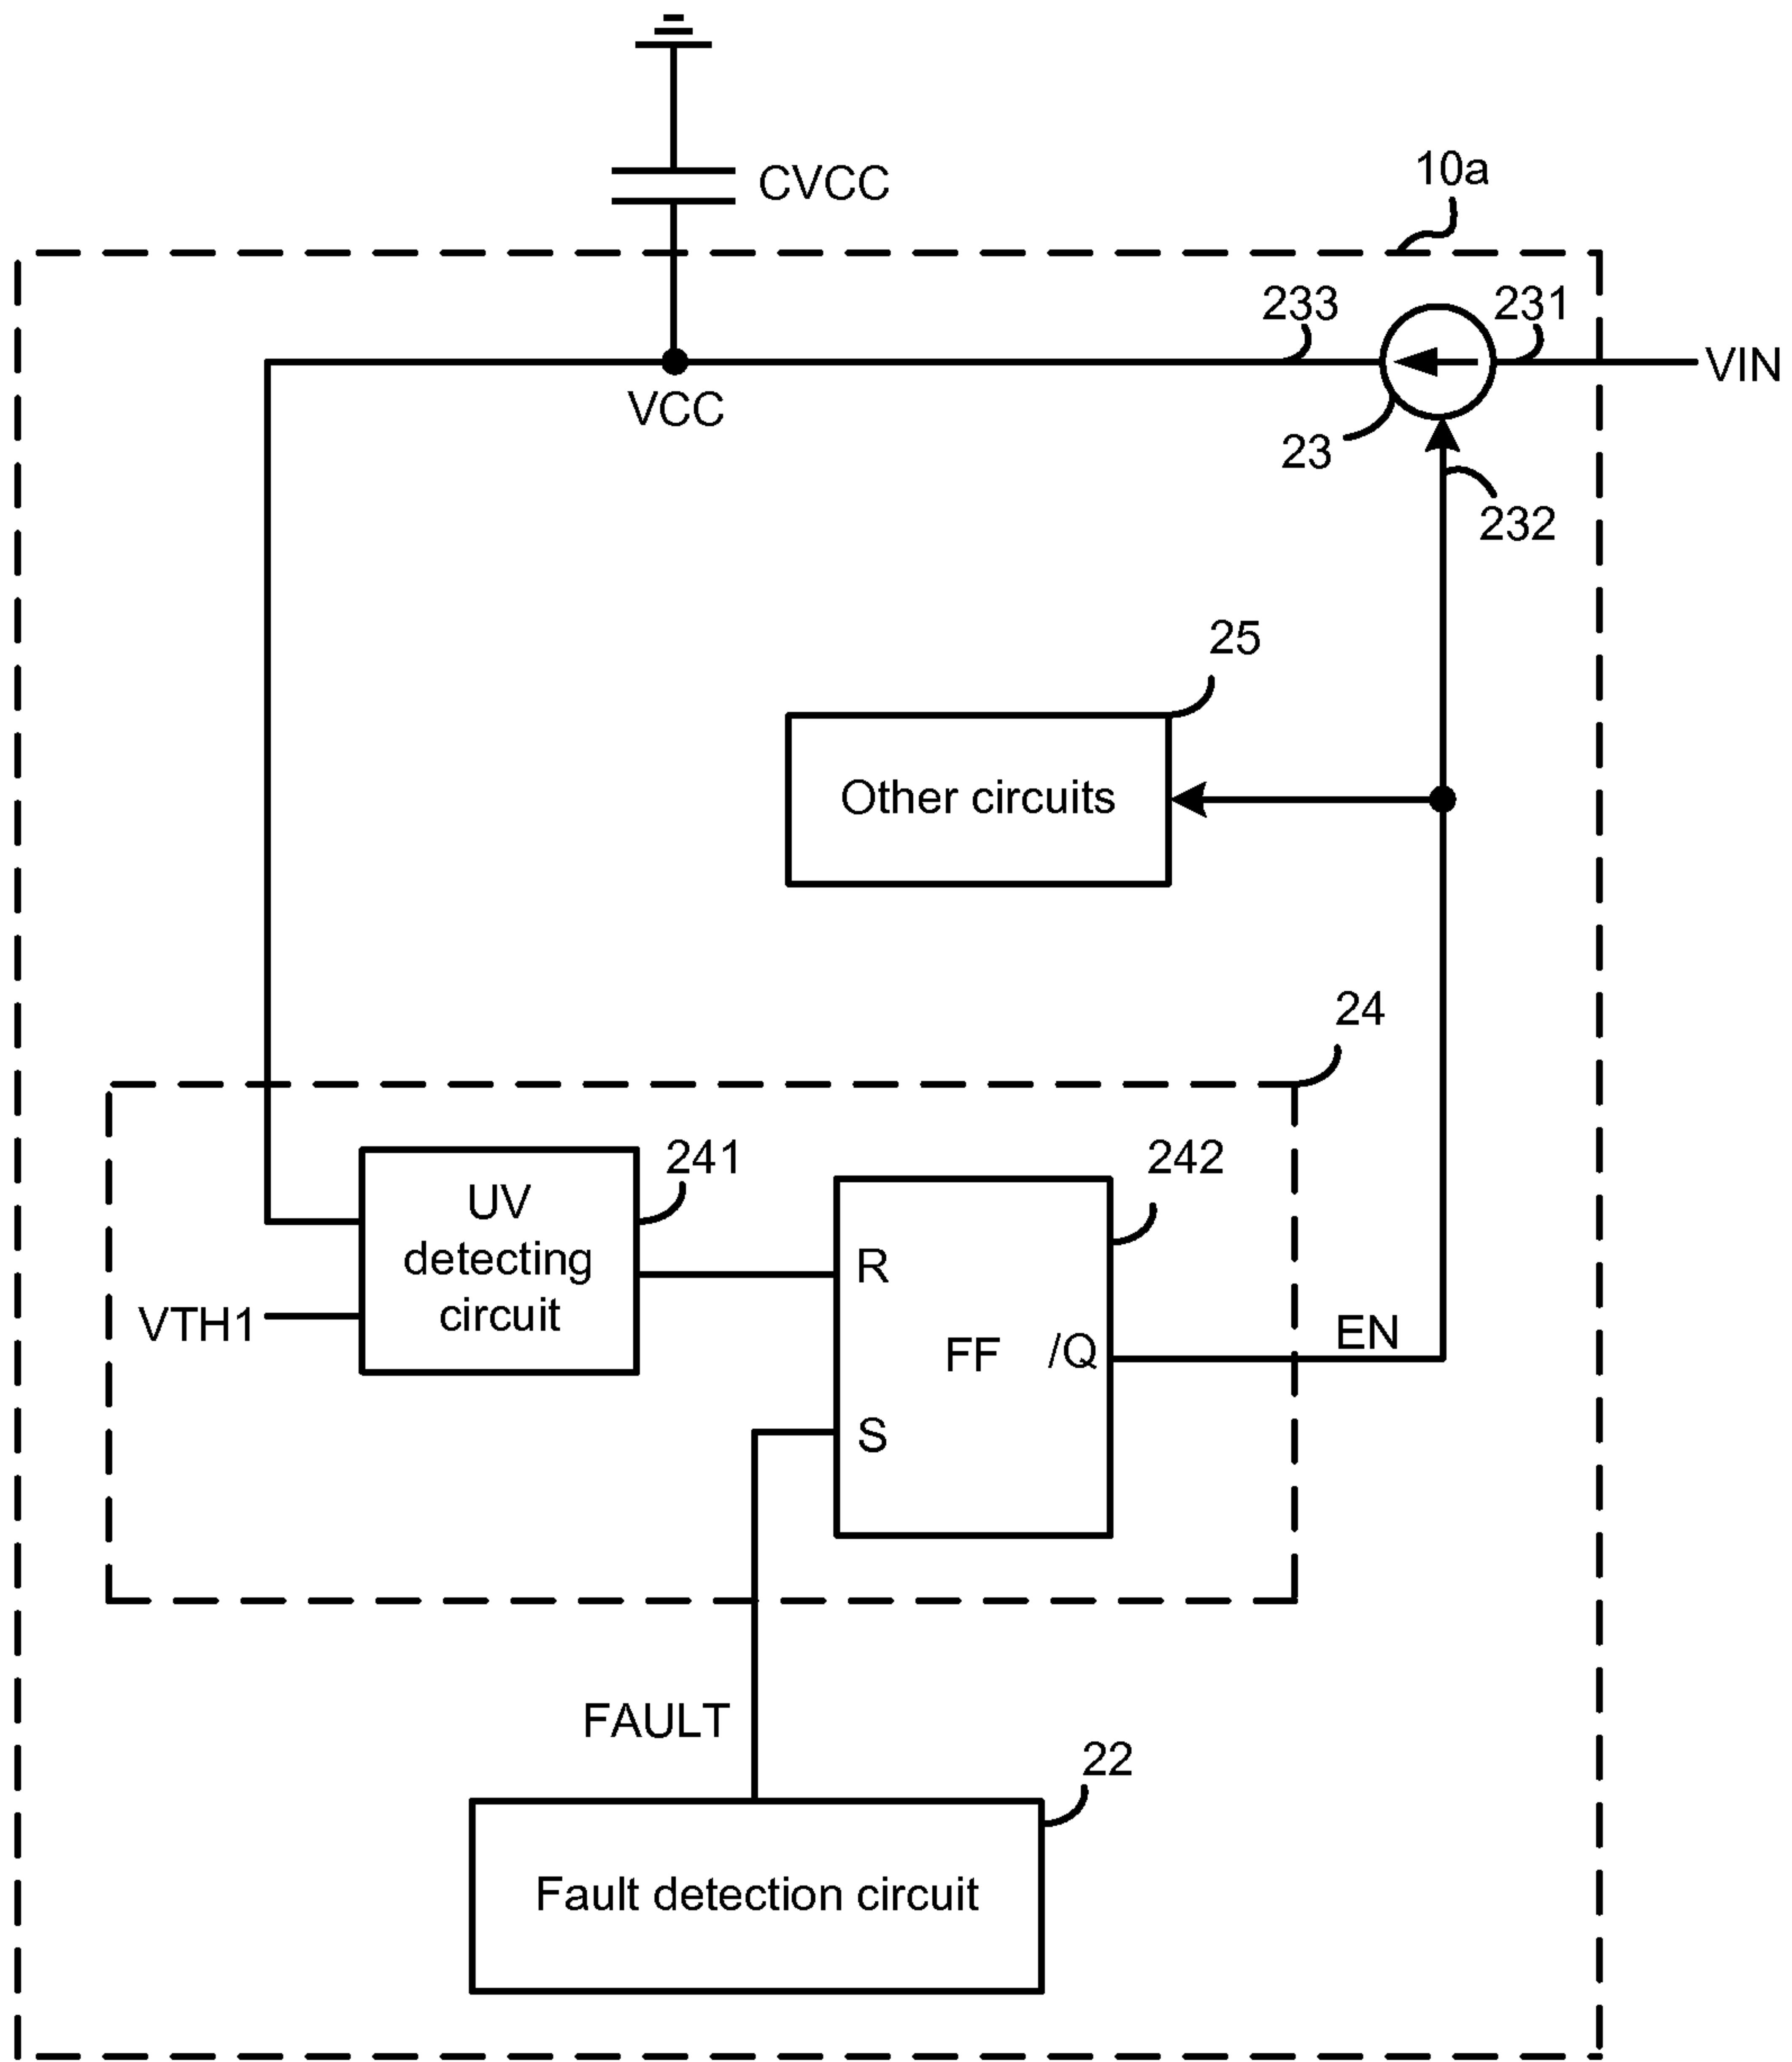 CVCC
10a
233
231
VIN
VCC
23
232
25
Other circuits
24
241
242
UV
detecting
circuit
R
VTH1
FF
/Q
EN
S
FAULT
22
Fault detection circuit